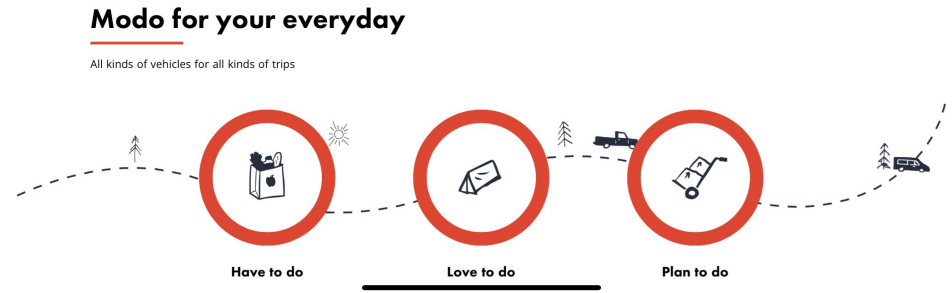 Modo for your everyday
All kinds of vehicles for all kinds of trips
Have to do
Love to do
Plan to do